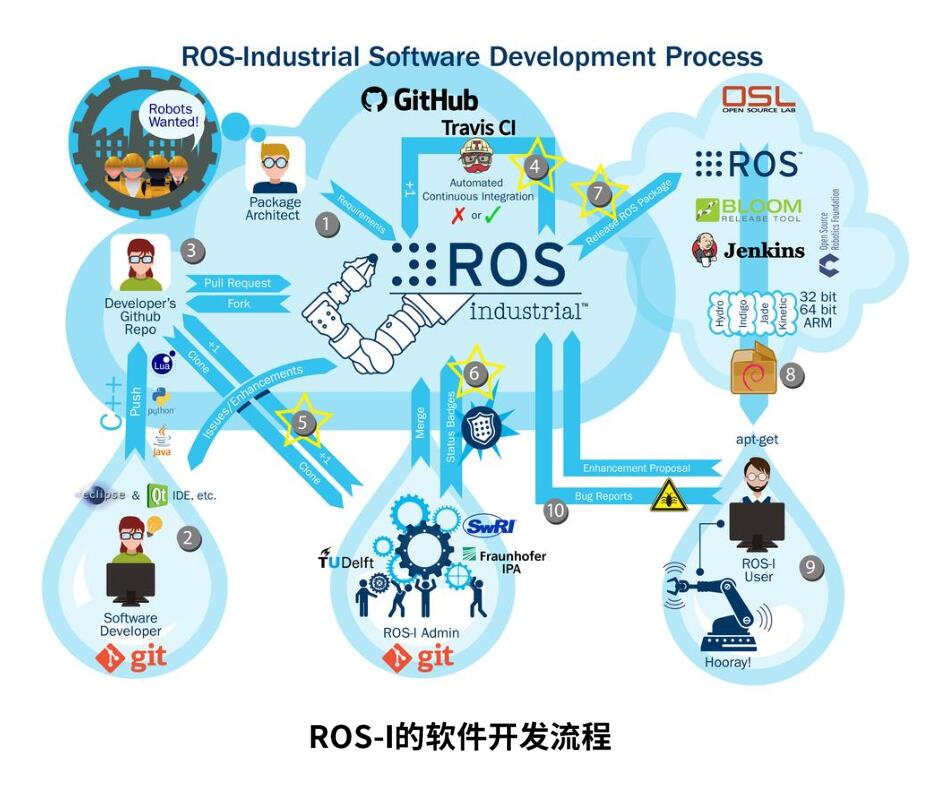 ROS-Industrial Software Development Process
Robots
Wanted!
Package
Architect
1
Requirements
GitHub
Travis CI
Automated
Continuous Integration
✗ or ✓
+1
4
7
Release ROS Package
ROS
industrial™
OSL
OPEN SOURCE LAB
ROS™
BLOOM
RELEASE TOOL
Jenkins
Open Source
Robotics Foundation
Hydro
Indigo
Jade
Kinetic
32 bit
64 bit
ARM
8
apt-get
3
Developer's
Github
Repo
Pull Request
Fork
+1
Clone
Issues/Enhancements
5
+1
Clone
C++
Push
Lua
python
Java
eclipse & Qt IDE, etc.
2
Software
Developer
git
Merge
Status Badges
6
SwRI
TUDelft
Fraunhofer
IPA
ROS-I Admin
git
Enhancement Proposal
Bug Reports
10
ROS-I
User
9
Hooray!
ROS-I的软件开发流程